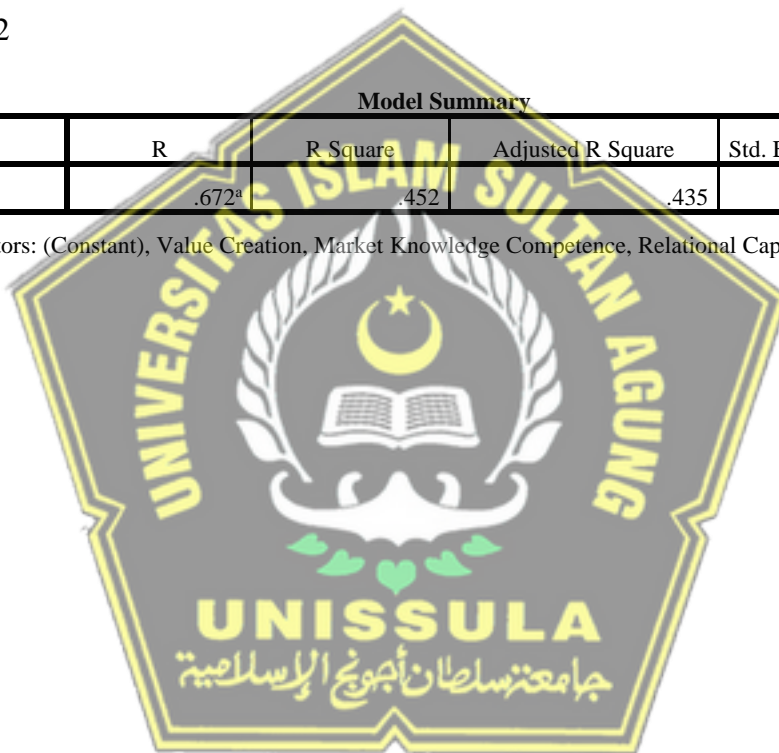 2
Model Summary
R R Square Adjusted R Square Std. E
.672a .452 .435
tors: (Constant), Value Creation, Market Knowledge Competence, Relational Cap
UNIVERSITAS ISLAM SULTAN AGUNG
UNISSULA
جامعة سلطان أجونج الإسلامية